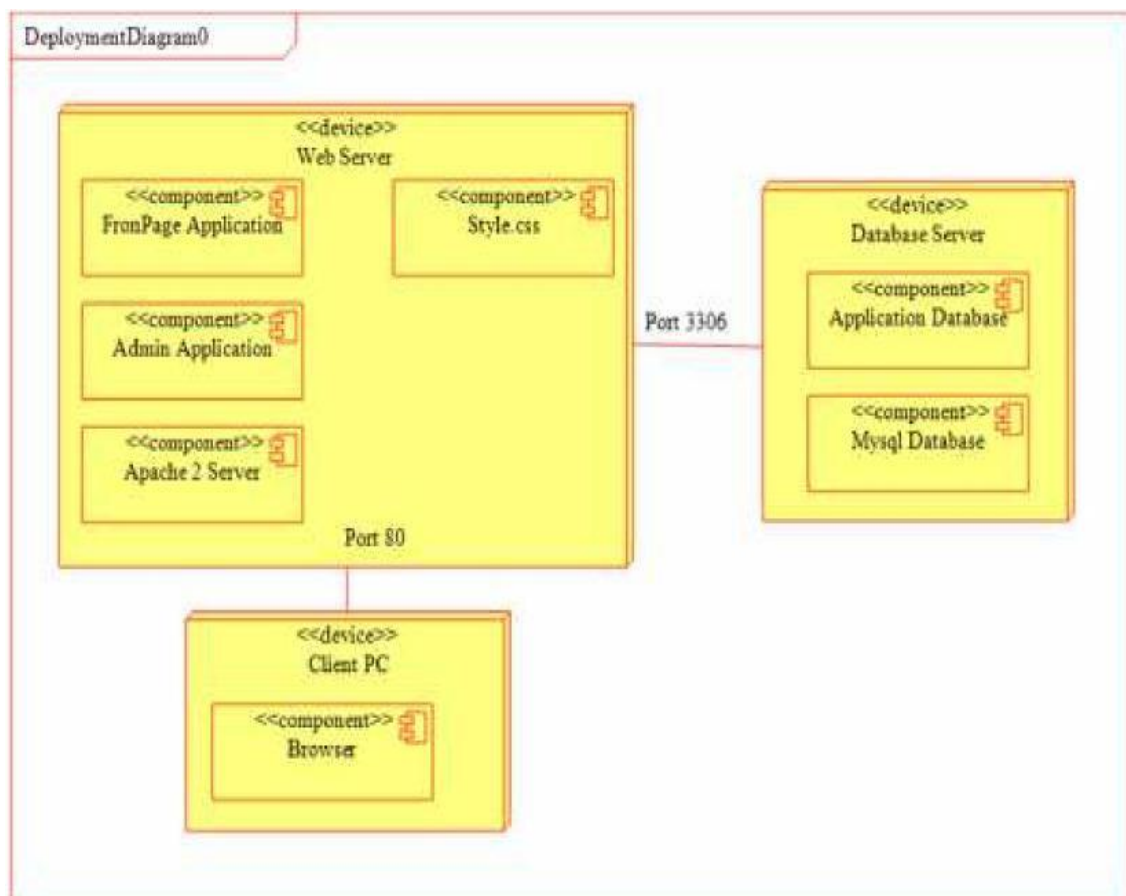 DeploymentDiagram0
<<device>>
Web Server
<<component>>
FronPage Application
<<component>>
Style.css
<<component>>
Admin Application
<<component>>
Apache 2 Server
Port 80
Port 3306
<<device>>
Database Server
<<component>>
Application Database
<<component>>
Mysql Database
<<device>>
Client PC
<<component>>
Browser